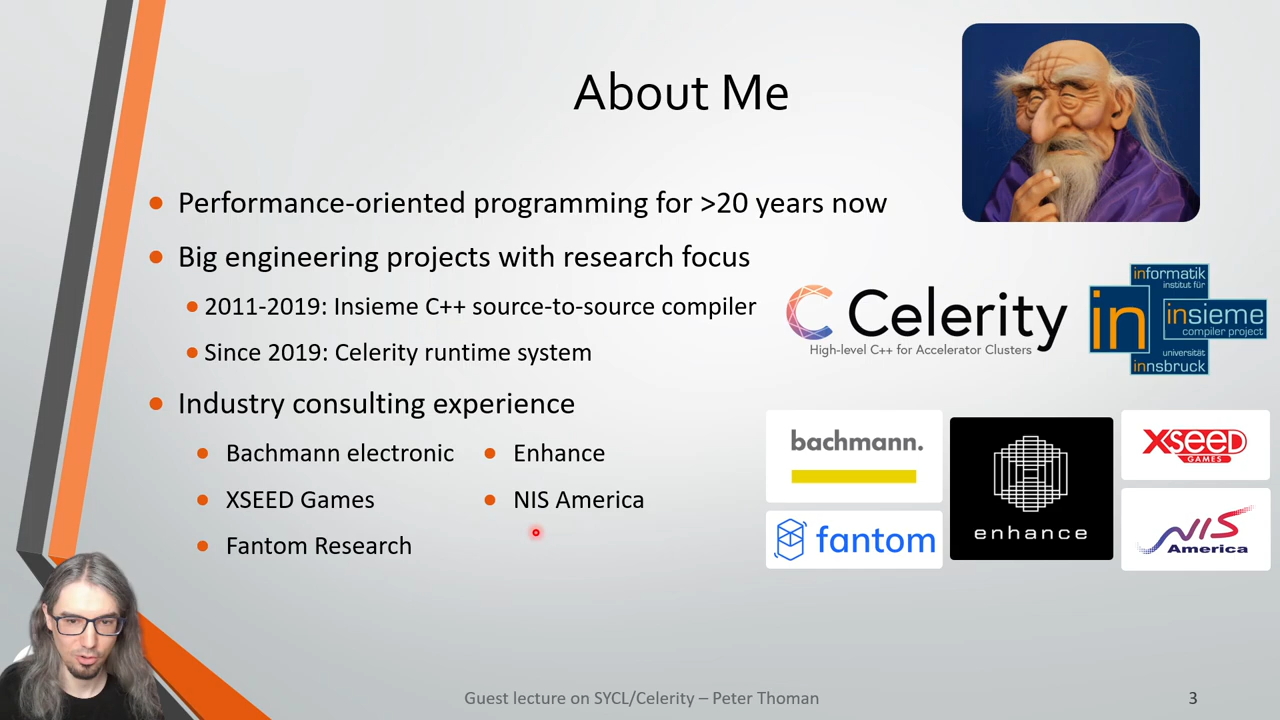 About Me
Performance-oriented programming for >20 years now
Big engineering projects with research focus
2011-2019: Insieme C++ source-to-source compiler
Since 2019: Celerity runtime system
Industry consulting experience
Bachmann electronic
Enhance
XSEED Games
NIS America
Fantom Research
Celerity
High-level C++ for Accelerator Clusters
informatik
institut für
in
insieme
compiler project
universität
innsbruck
bachmann.
fantom
enhance
XSEED
GAMES
NIS
America
Guest lecture on SYCL/Celerity – Peter Thoman
3